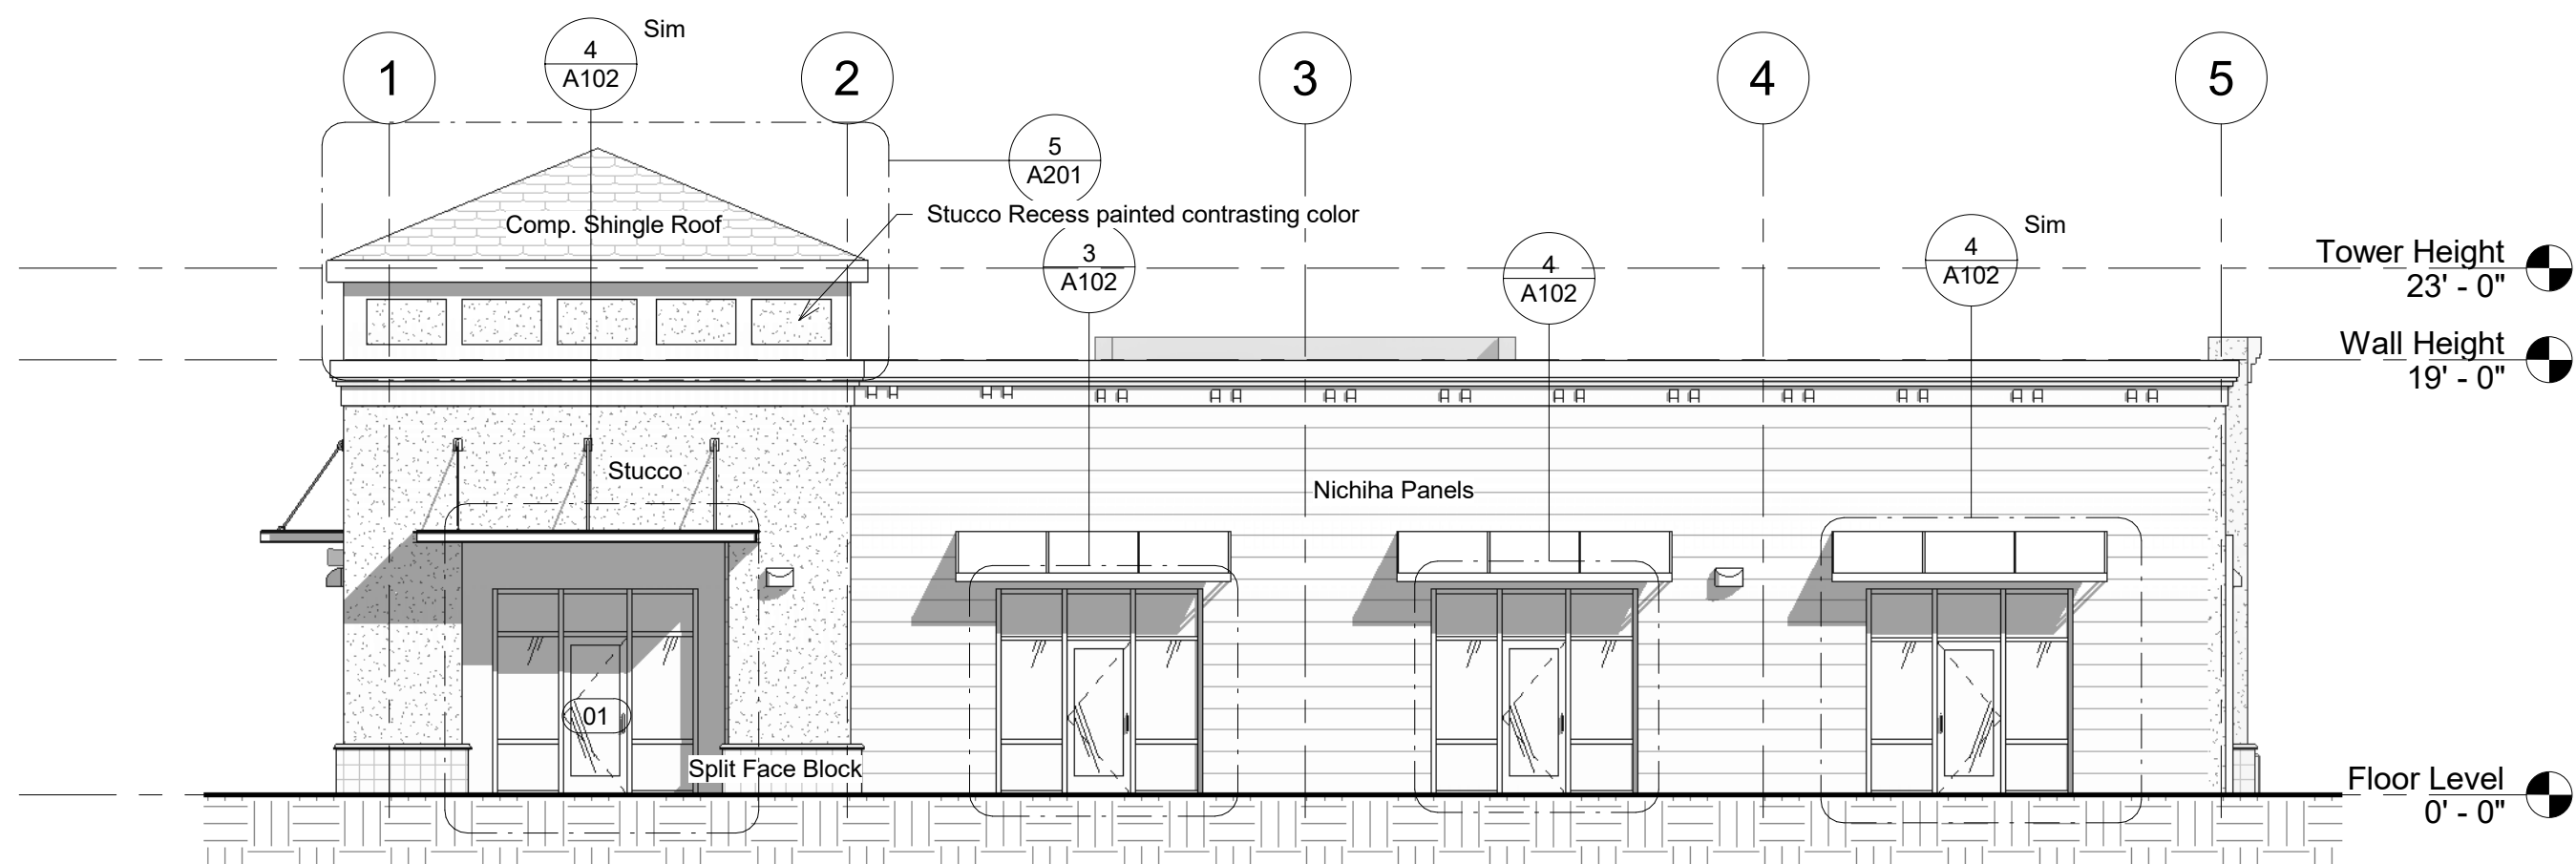 Sim
4
A102
1
2
3
4
5
5
A201
Comp. Shingle Roof
Stucco Recess painted contrasting color
3
A102
4
A102
4
A102
Sim
Tower Height
23' - 0"
Wall Height
19' - 0"
Stucco
Nichiha Panels
01
Split Face Block
Floor Level
0' - 0"